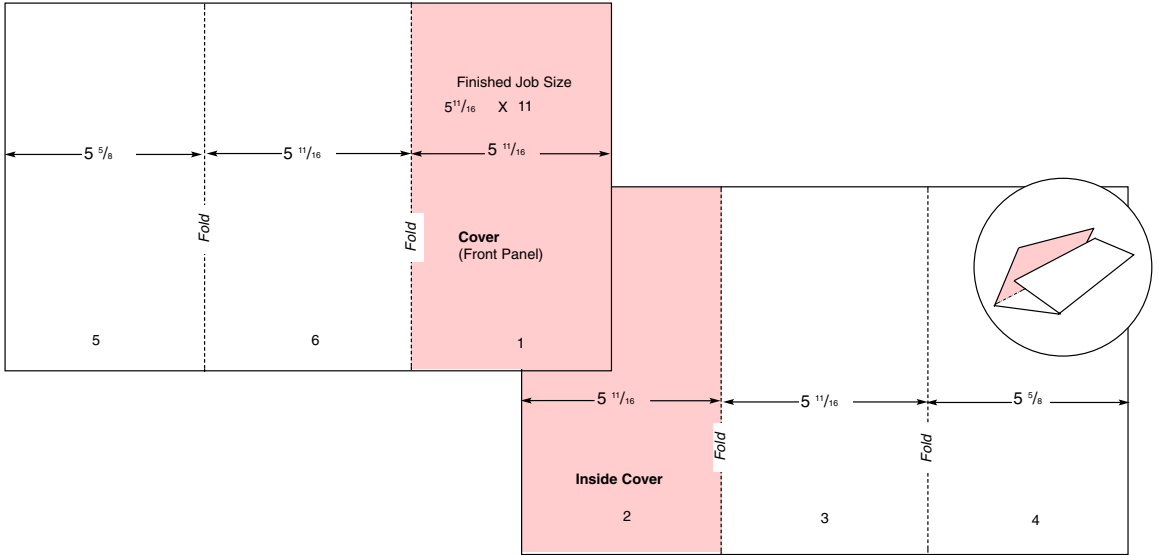 Finished Job Size
5 11/16 X 11
5 5/8
5 11/16
5 11/16
Fold
Fold
Cover
(Front Panel)
5
6
1
5 11/16
5 11/16
5 5/8
Fold
Fold
Inside Cover
2
3
4